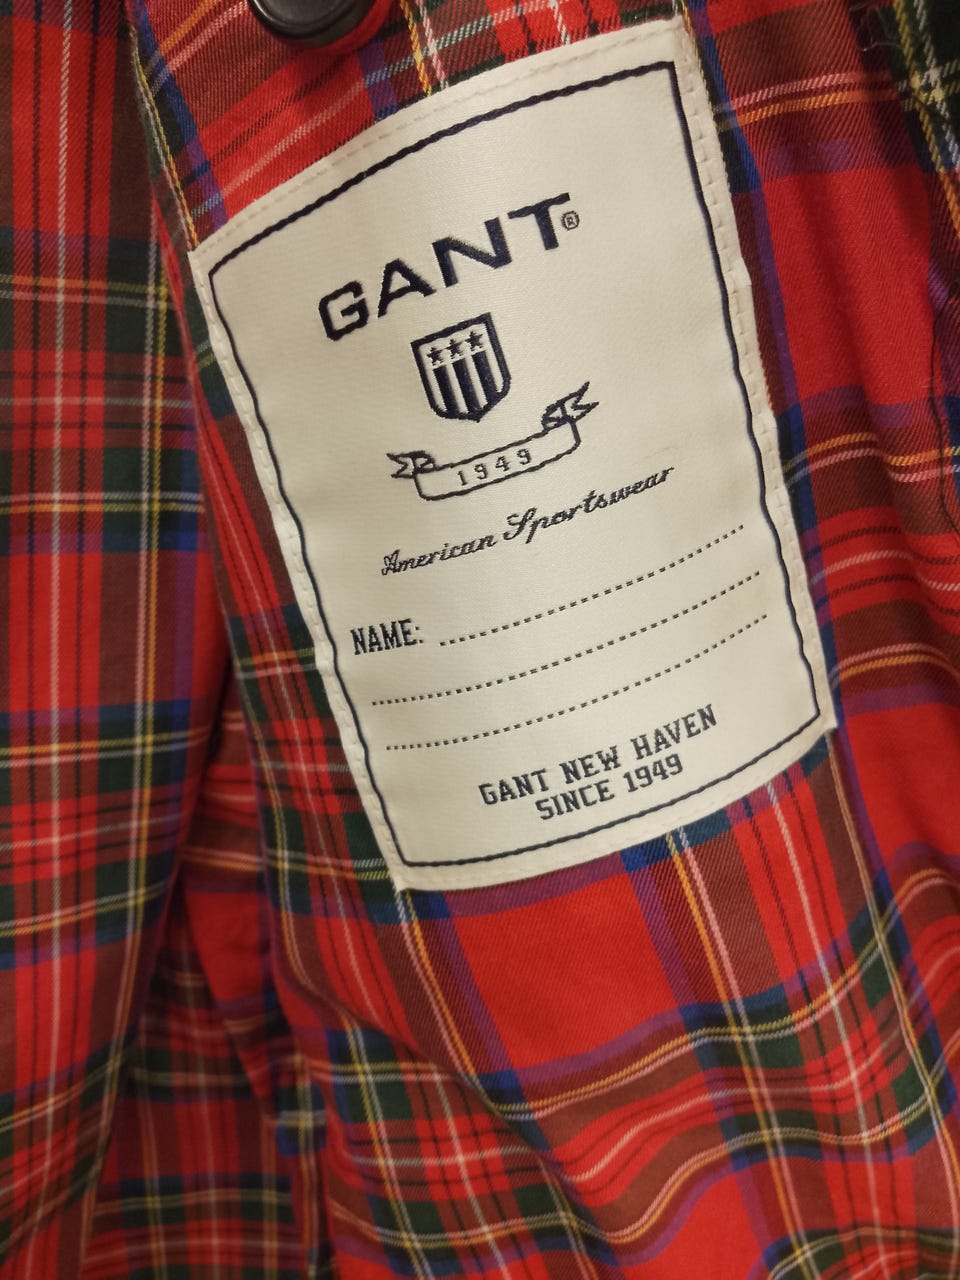 GANT®
1949
American Sportswear
NAME:
GANT NEW HAVEN
SINCE 1949